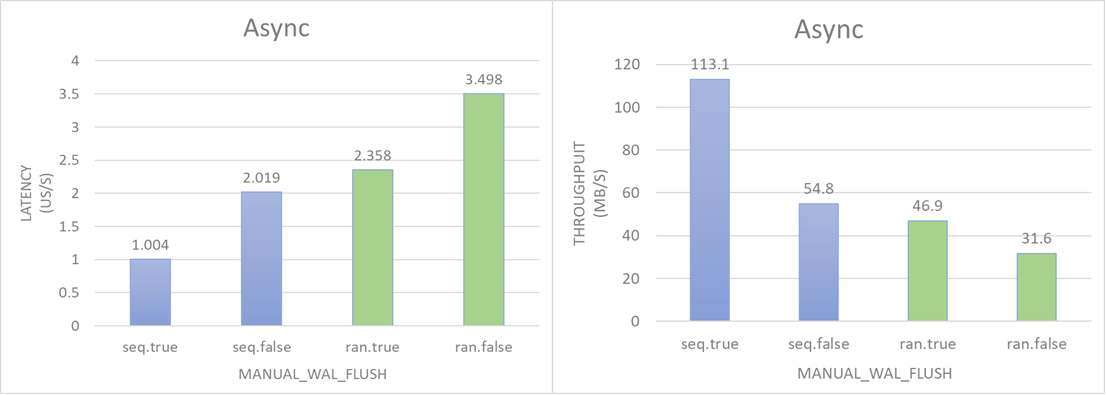 Async
4
3.5
3
2.5
2
1.5
1
0.5
0
LATENCY
(US/S)
1.004
2.019
2.358
3.498
seq.true
seq.false
ran.true
ran.false
MANUAL_WAL_FLUSH
Async
120
100
80
60
40
20
0
THROUGHPUIT
(MB/S)
113.1
54.8
46.9
31.6
seq.true
seq.false
ran.true
ran.false
MANUAL_WAL_FLUSH